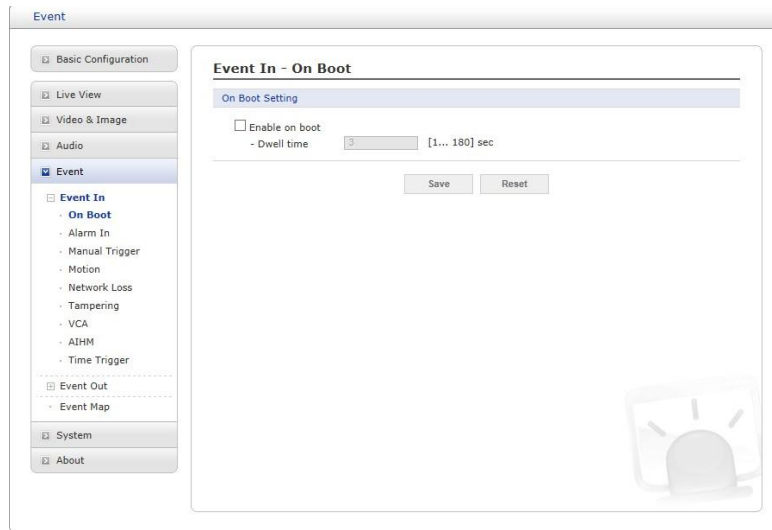 Event
Basic Configuration
Live View
Video & Image
Audio
Event
Event In
On Boot
Alarm In
Manual Trigger
Motion
Network Loss
Tampering
VCA
AIHM
Time Trigger
Event Out
Event Map
System
About
Event In - On Boot
On Boot Setting
Enable on boot
- Dwell time 3 [1... 180] sec
Save Reset